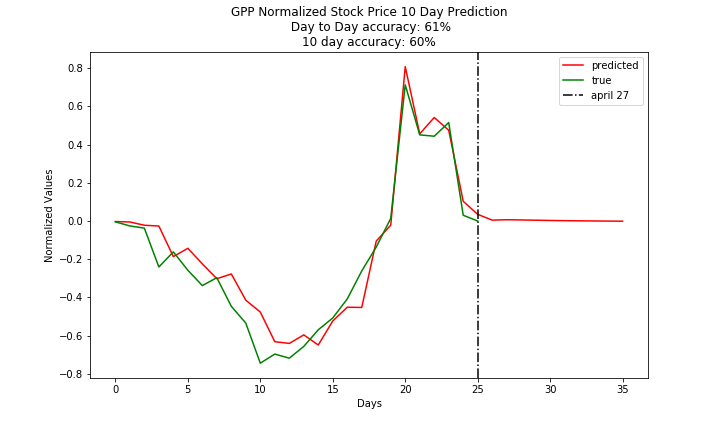 GPP Normalized Stock Price 10 Day Prediction
Day to Day accuracy: 61%
10 day accuracy: 60%
predicted
true
april 27
Normalized Values
0.8
0.6
0.4
0.2
0.0
−0.2
−0.4
−0.6
−0.8
0 5 10 15 20 25 30 35
Days